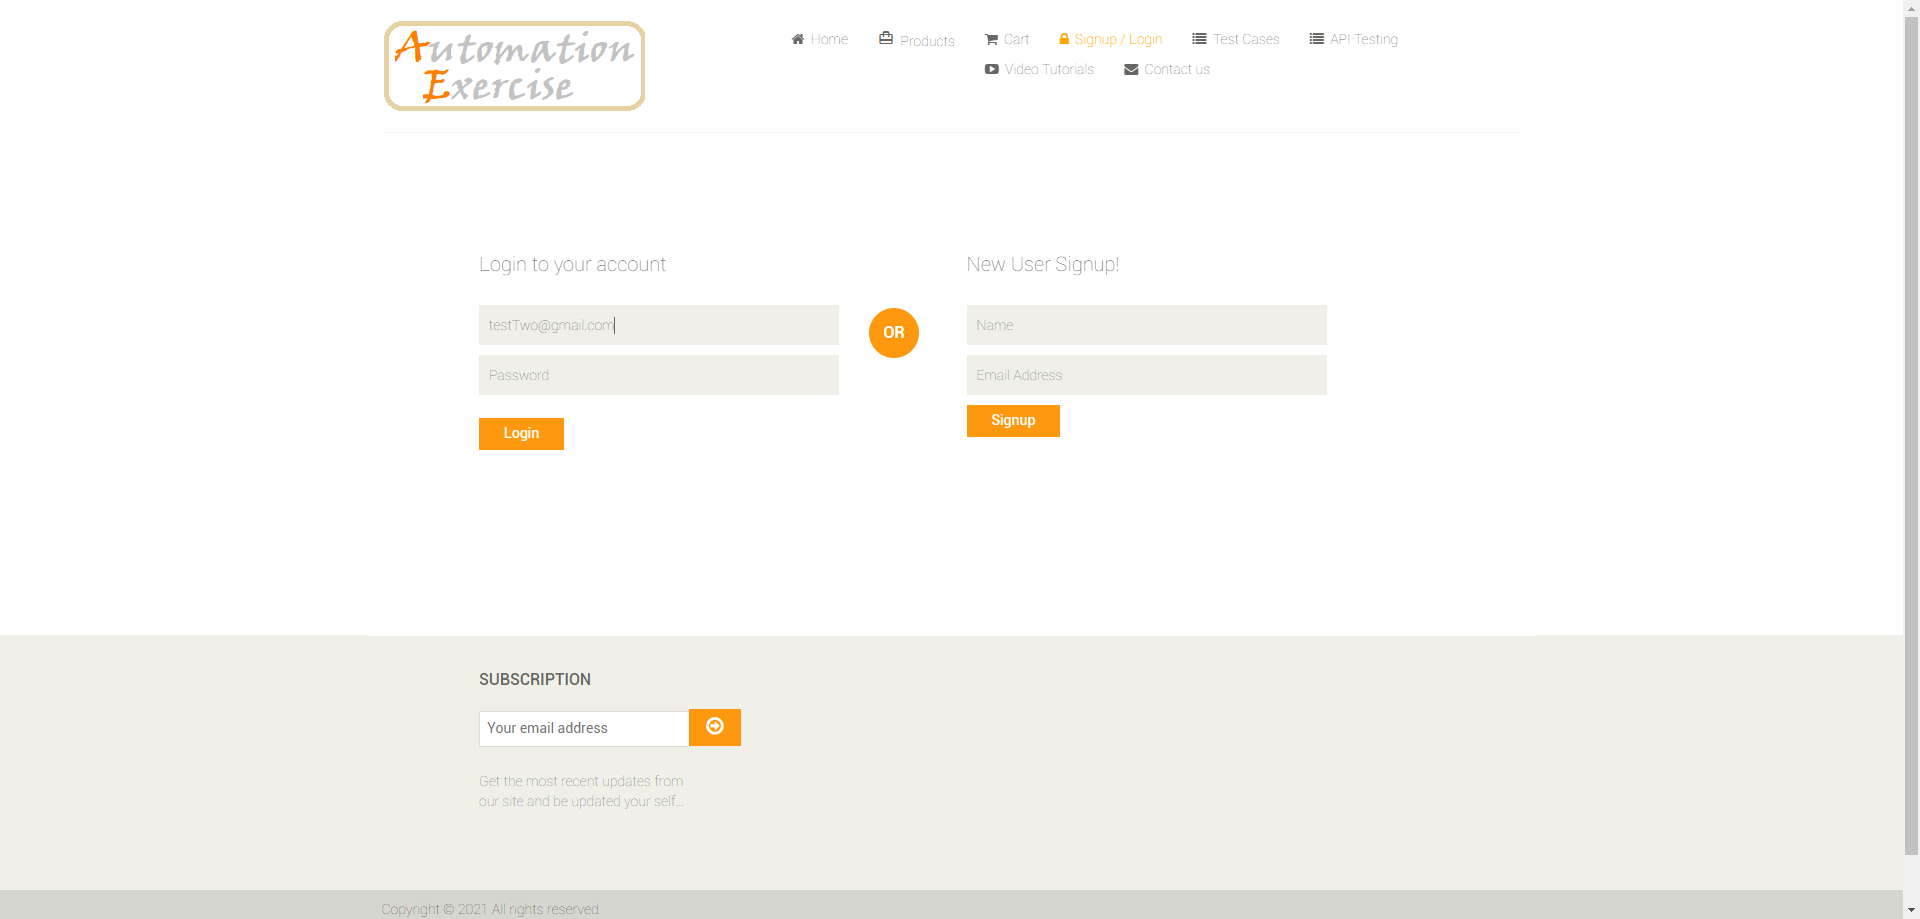 Automation
Exercise
Home
Products
Cart
Signup / Login
Test Cases
API Testing
Video Tutorials
Contact us
Login to your account
testTwo@gmail.com
Password
Login
OR
New User Signup!
Name
Email Address
Signup
SUBSCRIPTION
Your email address
Get the most recent updates from
our site and be updated your self...
Copyright © 2021 All rights reserved